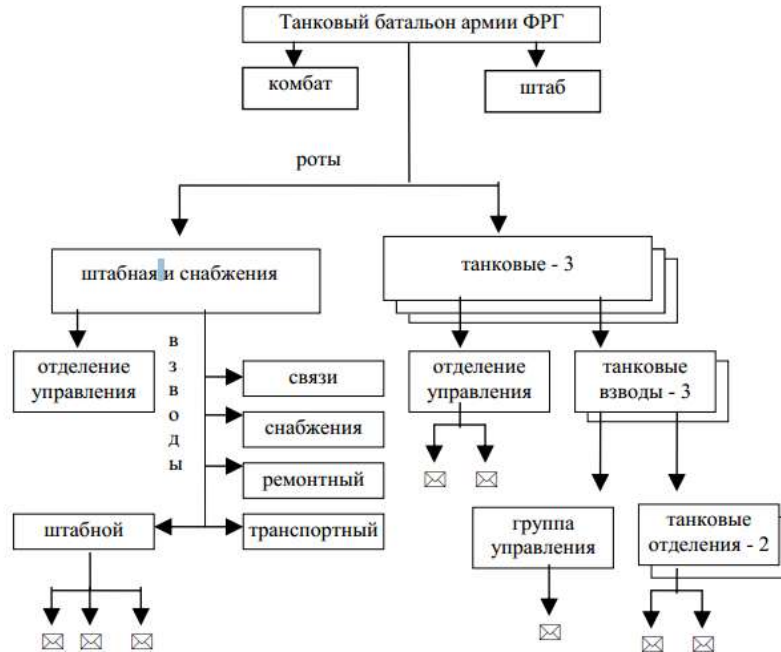 Танковый батальон армии ФРГ
комбат
штаб
роты
штабная и снабжения
танковые - 3
в
з
в
о
д
ы
отделение
управления
связи
снабжения
ремонтный
штабной
транспортный
отделение
управления
танковые
взводы - 3
группа
управления
танковые
отделения - 2